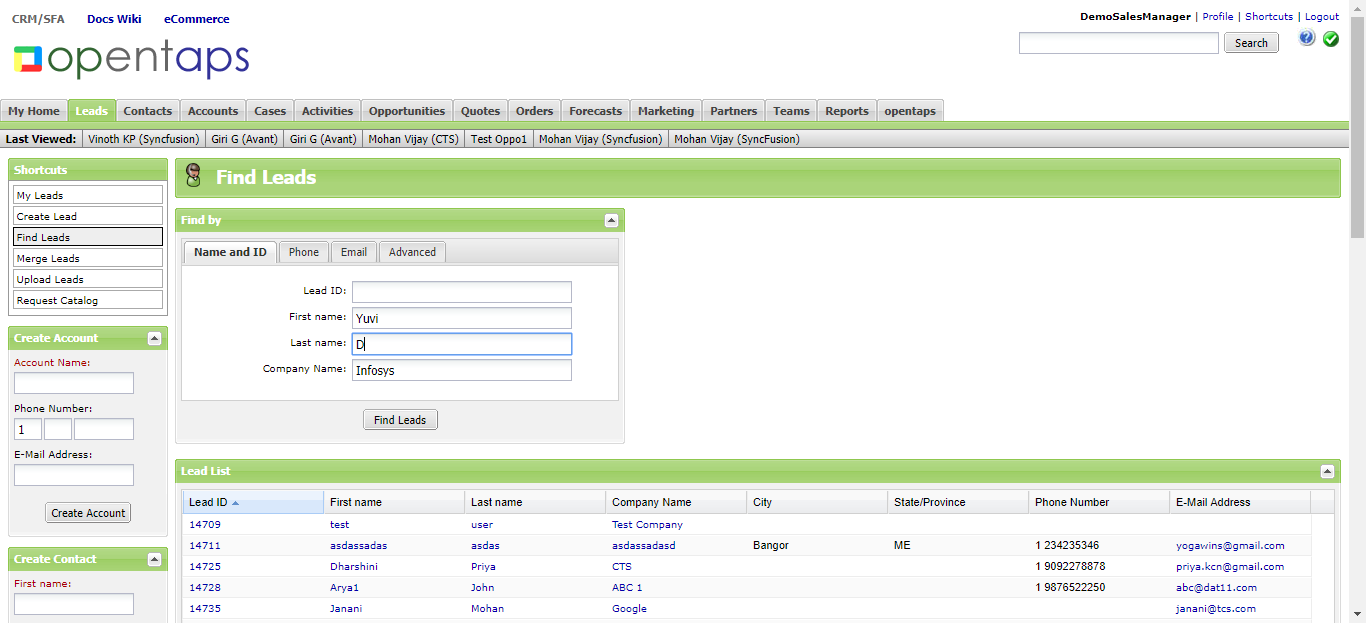 CRM/SFA Docs Wiki eCommerce
DemoSalesManager | Profile | Shortcuts | Logout
opentaps
Search
My Home Leads Contacts Accounts Cases Activities Opportunities Quotes Orders Forecasts Marketing Partners Teams Reports opentaps
Last Viewed: Vinoth KP (Syncfusion) Giri G (Avant) Giri G (Avant) Mohan Vijay (CTS) Test Oppo1 Mohan Vijay (Syncfusion) Mohan Vijay (SyncFusion)
Shortcuts
My Leads
Create Lead
Find Leads
Merge Leads
Upload Leads
Request Catalog
Create Account
Account Name:
Phone Number:
1
E-Mail Address:
Create Account
Create Contact
First name:
Find Leads
Find by
Name and ID Phone Email Advanced
Lead ID:
First name: Yuvi
Last name: D
Company Name: Infosys
Find Leads
Lead List
Lead ID First name Last name Company Name City State/Province Phone Number E-Mail Address
14709 test user Test Company
14711 asdassadas asdas asdassadasd Bangor ME 1 234235346 yogawins@gmail.com
14725 Dharshini Priya CTS 1 9092278878 priya.kcn@gmail.com
14728 Arya1 John ABC 1 1 9876522250 abc@dat11.com
14735 Janani Mohan Google janani@tcs.com